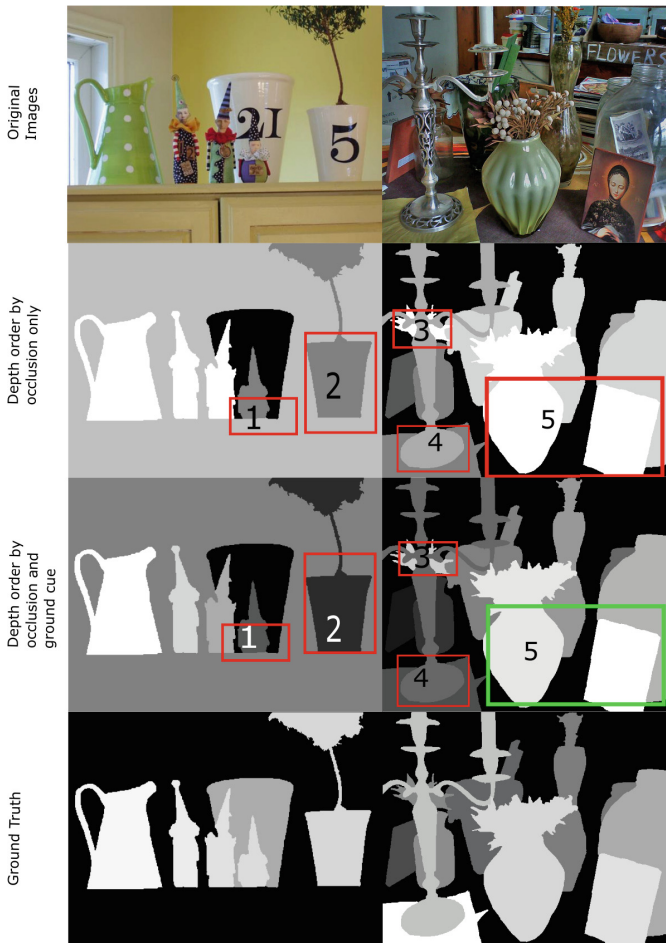 Original
Images
21
5
FLOWERS
Depth order by
occlusion only
1
2
3
4
5
Depth order by
occlusion and
ground cue
1
2
3
4
5
Ground Truth